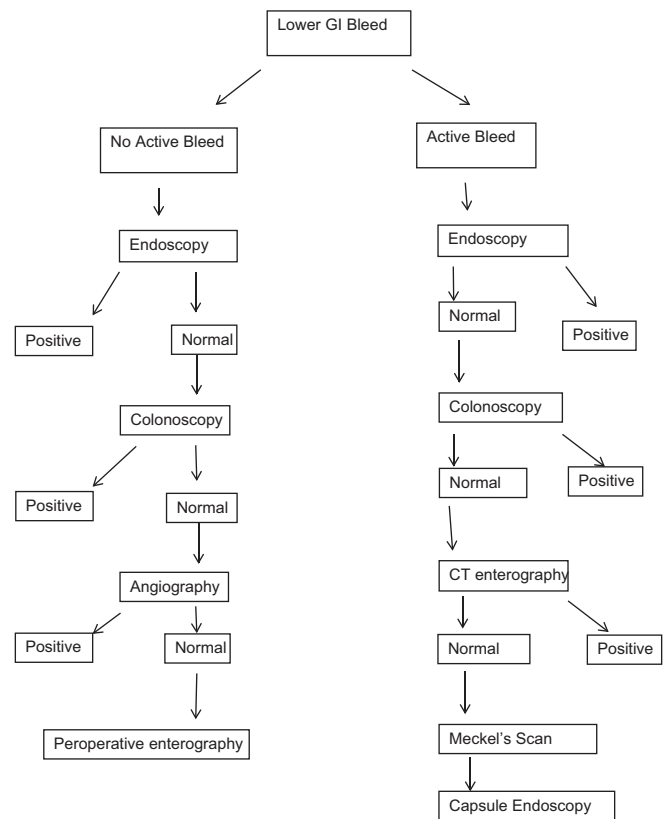 Lower GI Bleed
No Active Bleed
Active Bleed
Endoscopy
Endoscopy
Positive
Normal
Normal
Positive
Colonoscopy
Colonoscopy
Positive
Normal
Normal
Positive
Angiography
CT enterography
Positive
Normal
Normal
Positive
Peroperative enterography
Meckel's Scan
Capsule Endoscopy